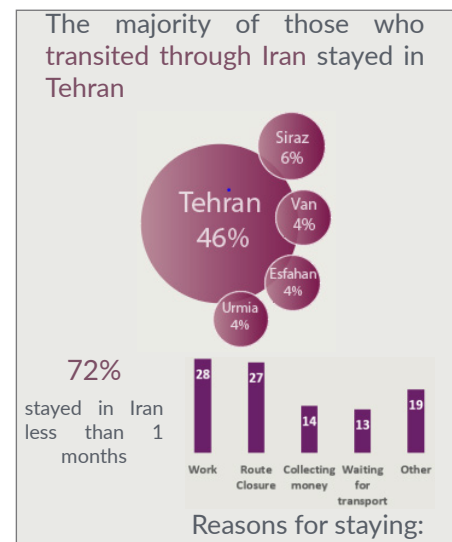 The majority of those who
transited through Iran stayed in
Tehran
Siraz
6%
Tehran
46%
Van
4%
Esfahan
4%
Urmia
4%
72%
stayed in Iran
less than 1
months
28
27
14
13
19
Work
Route
Closure
Collecting
money
Waiting
for
transport
Other
Reasons for staying: